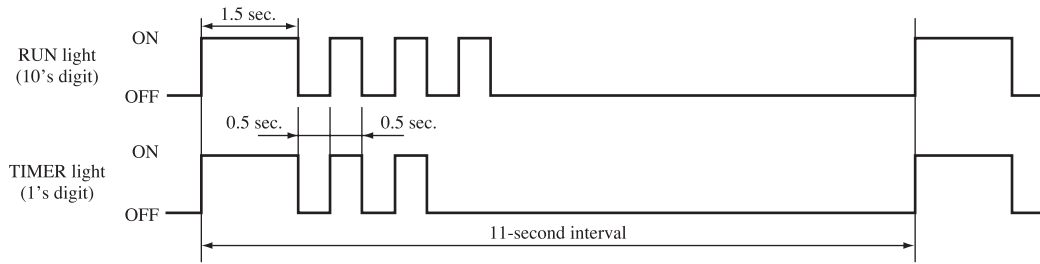 1.5 sec.
ON
RUN light
(10's digit)
OFF
0.5 sec.
0.5 sec.
ON
TIMER light
(1's digit)
OFF
11-second interval